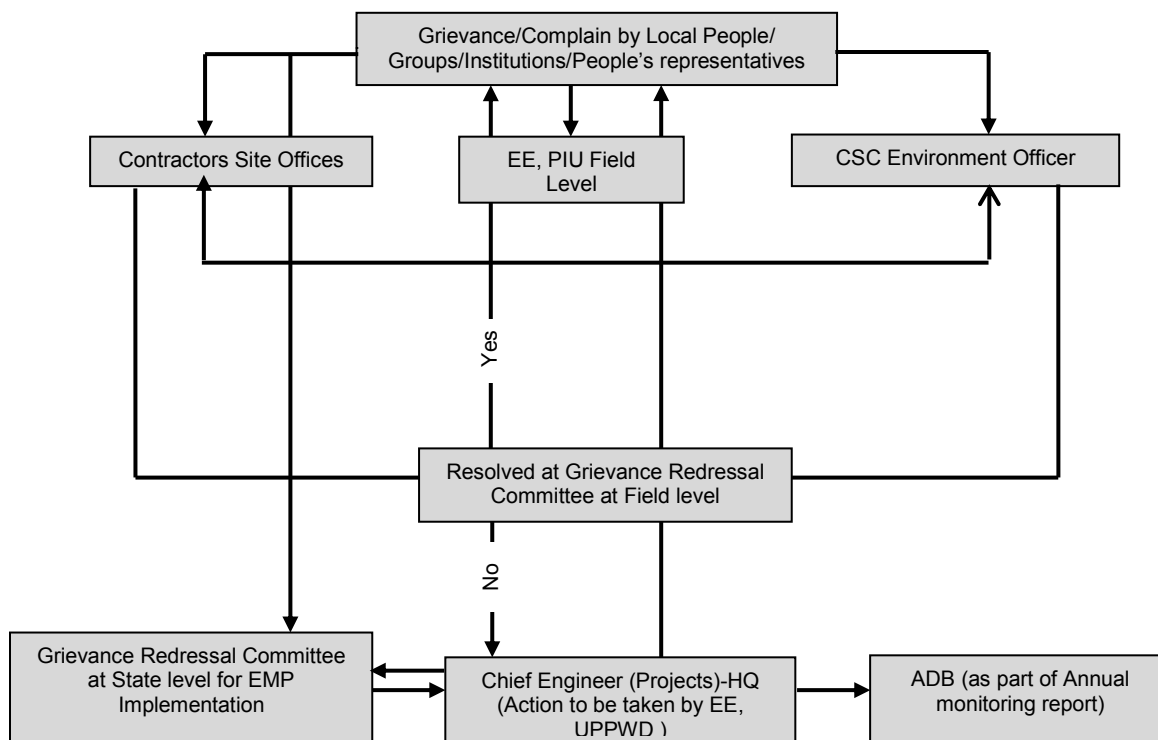 Grievance/Complain by Local People/
Groups/Institutions/People’s representatives
Contractors Site Offices
EE, PIU Field
Level
CSC Environment Officer
Yes
Resolved at Grievance Redressal
Committee at Field level
No
Grievance Redressal Committee
at State level for EMP
Implementation
Chief Engineer (Projects)-HQ
(Action to be taken by EE,
UPPWD )
ADB (as part of Annual
monitoring report)